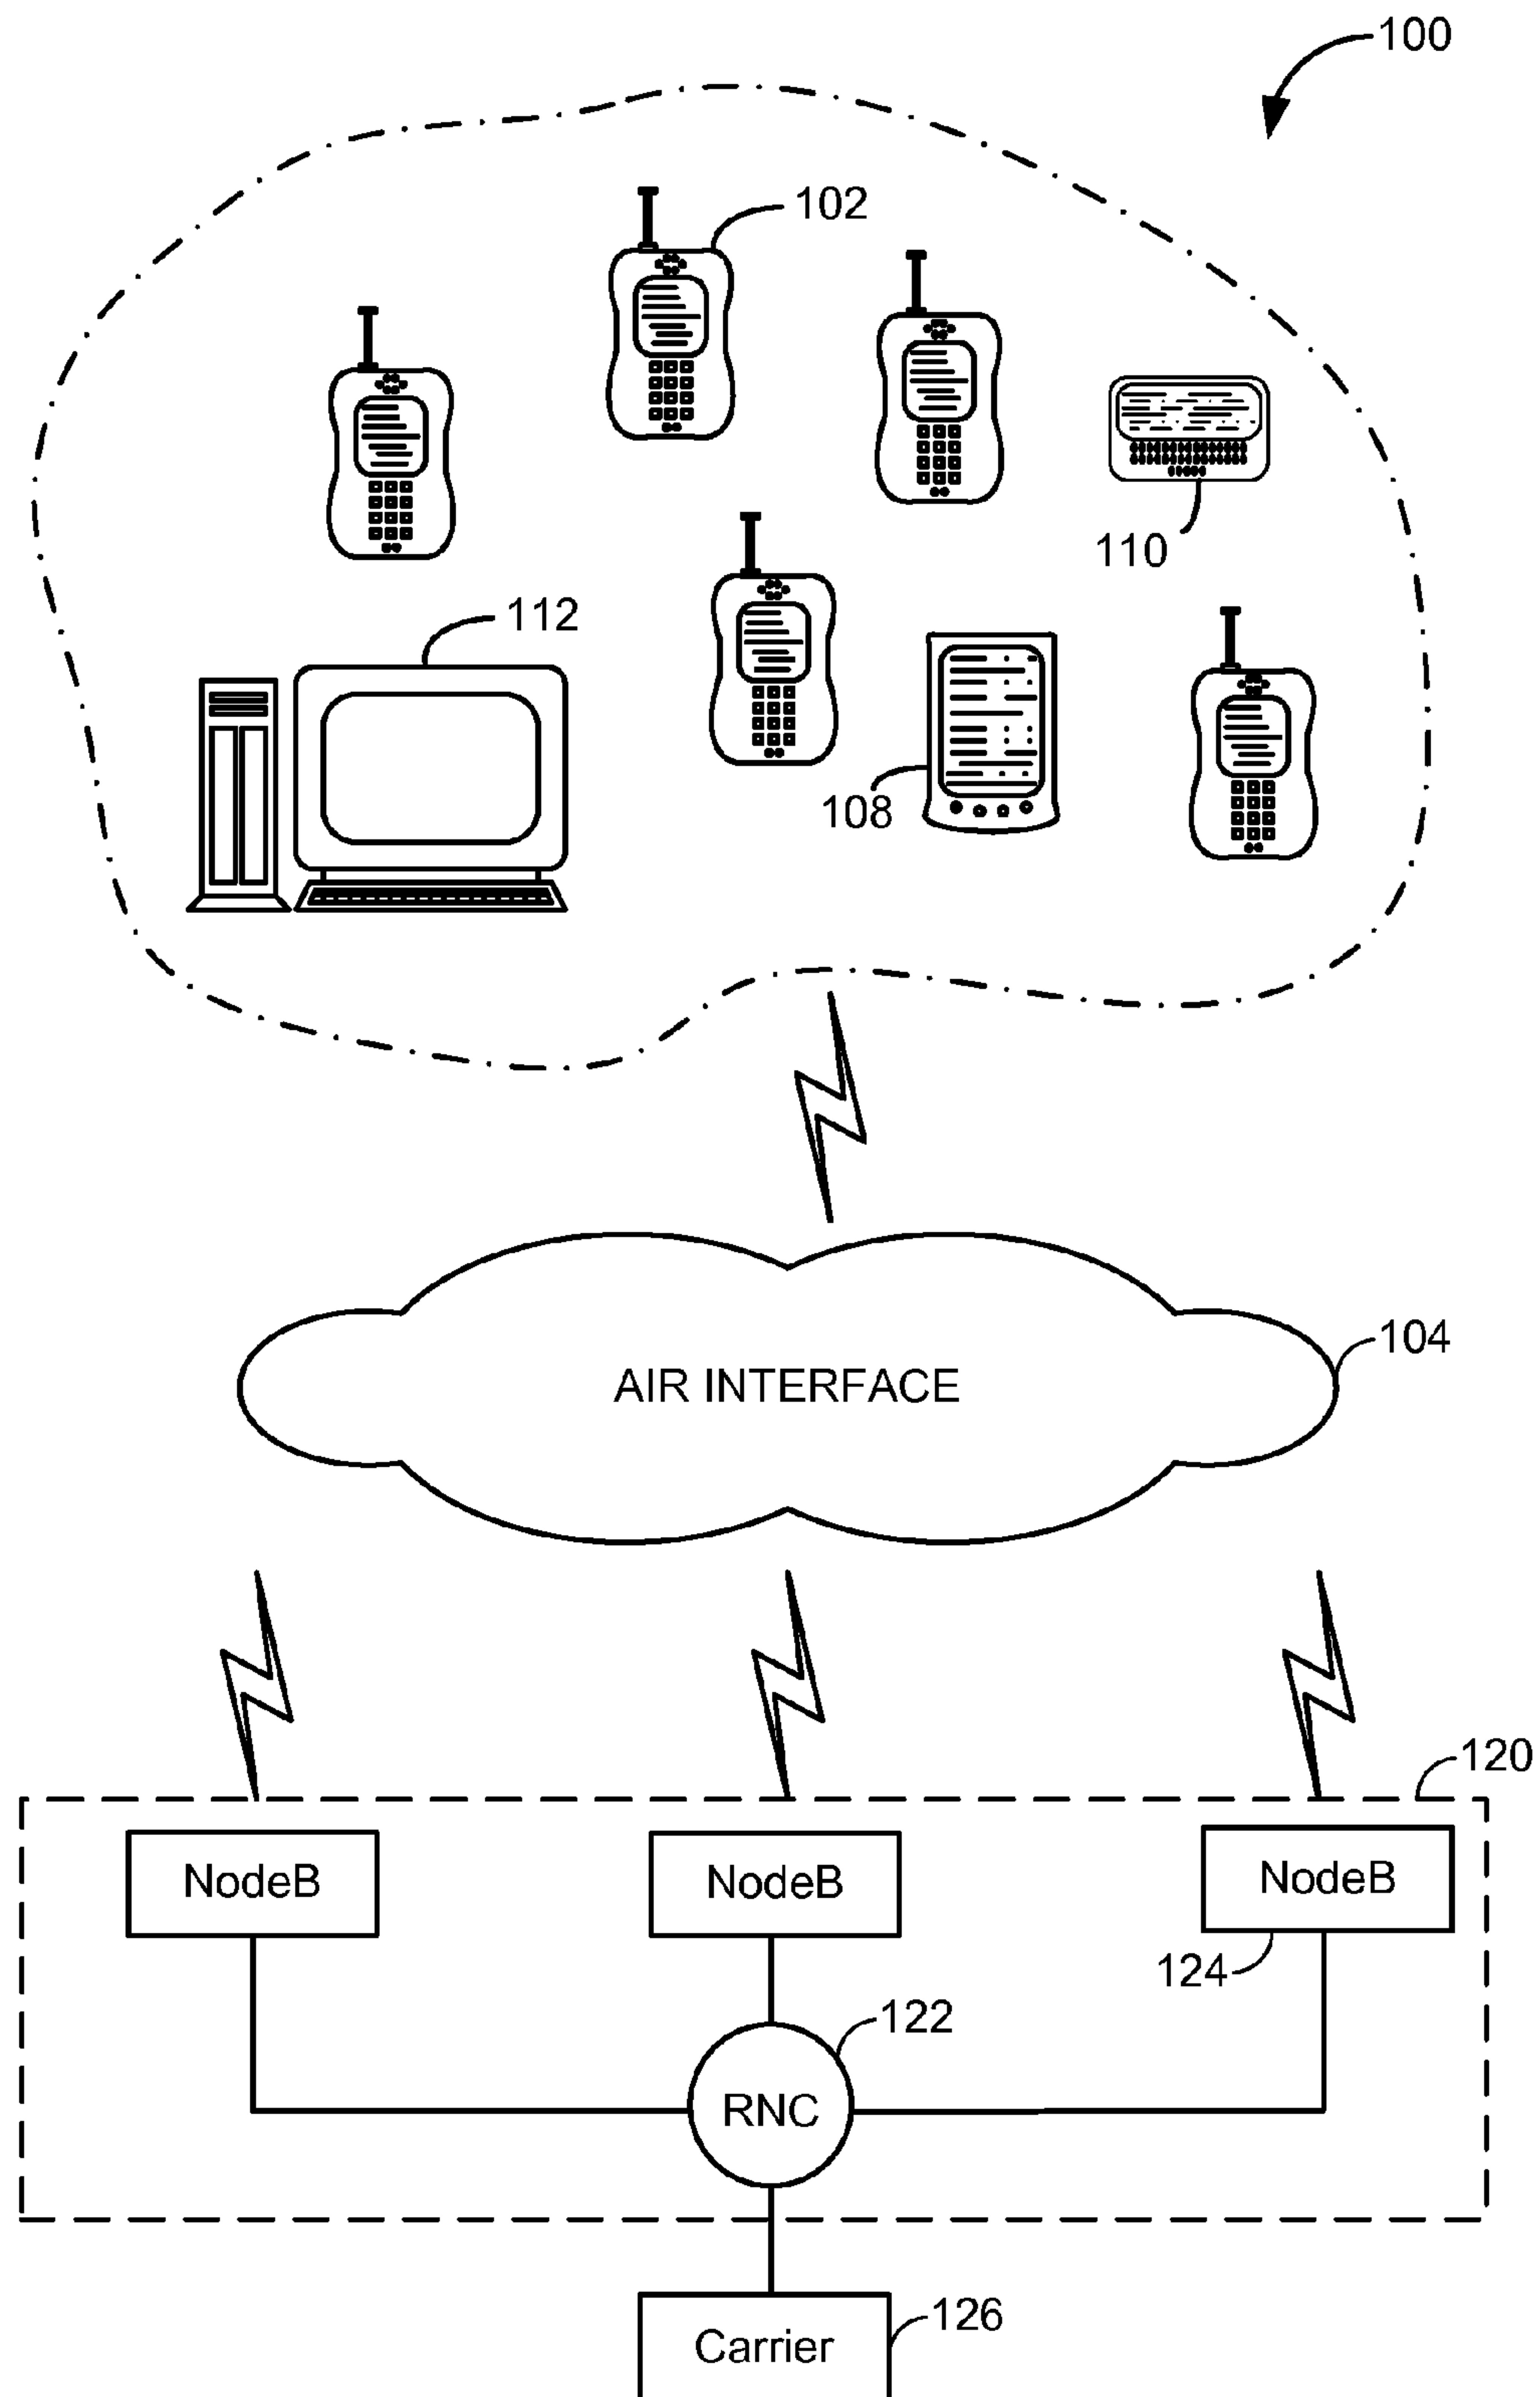 100
102
110
112
108
104
AIR INTERFACE
120
NodeB
NodeB
NodeB
124
122
RNC
126
Carrier